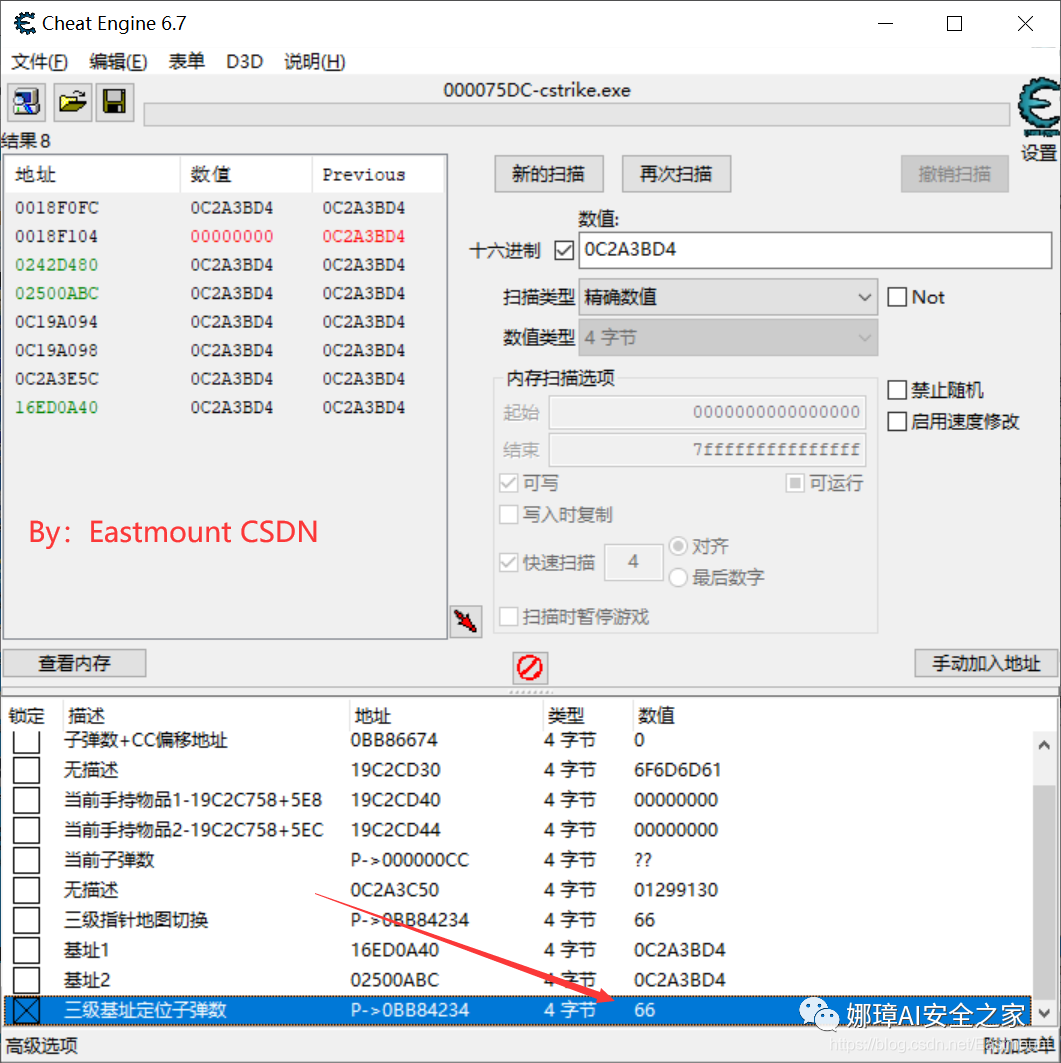 Cheat Engine 6.7
文件(F) 编辑(E) 表单 D3D 说明(H)
000075DC-cstrike.exe
设置
结果 8
地址 数值 Previous
0018F0FC 0C2A3BD4 0C2A3BD4
0018F104 00000000 0C2A3BD4
0242D480 0C2A3BD4 0C2A3BD4
02500ABC 0C2A3BD4 0C2A3BD4
0C19A094 0C2A3BD4 0C2A3BD4
0C19A098 0C2A3BD4 0C2A3BD4
0C2A3E5C 0C2A3BD4 0C2A3BD4
16ED0A40 0C2A3BD4 0C2A3BD4
By：Eastmount CSDN
新的扫描 再次扫描 撤销扫描
数值:
十六进制 0C2A3BD4
扫描类型 精确数值 Not
数值类型 4 字节
内存扫描选项
起始 0000000000000000
结束 7fffffffffffffff
可写 可运行
写入时复制
快速扫描 4 对齐
最后数字
扫描时暂停游戏
禁止随机
启用速度修改
查看内存 手动加入地址
锁定 描述 地址 类型 数值
子弹数+CC偏移地址 0BB86674 4 字节 0
无描述 19C2CD30 4 字节 6F6D6D61
当前手持物品1-19C2C758+5E8 19C2CD40 4 字节 00000000
当前手持物品2-19C2C758+5EC 19C2CD44 4 字节 00000000
当前子弹数 P->000000CC 4 字节 ??
无描述 0C2A3C50 4 字节 01299130
三级指针地图切换 P->0BB84234 4 字节 66
基址1 16ED0A40 4 字节 0C2A3BD4
基址2 02500ABC 4 字节 0C2A3BD4
三级基址定位子弹数 P->0BB84234 4 字节 66
娜璋AI安全之家
高级选项 附加表单
https://blog.csdn.net/